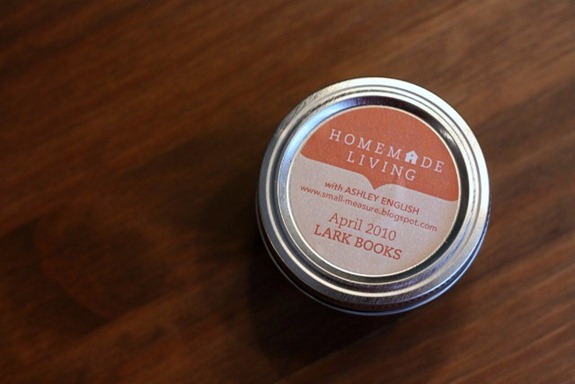 HOMEMADE
LIVING
with ASHLEY ENGLISH
www.small-measure.blogspot.com
April 2010
LARK BOOKS